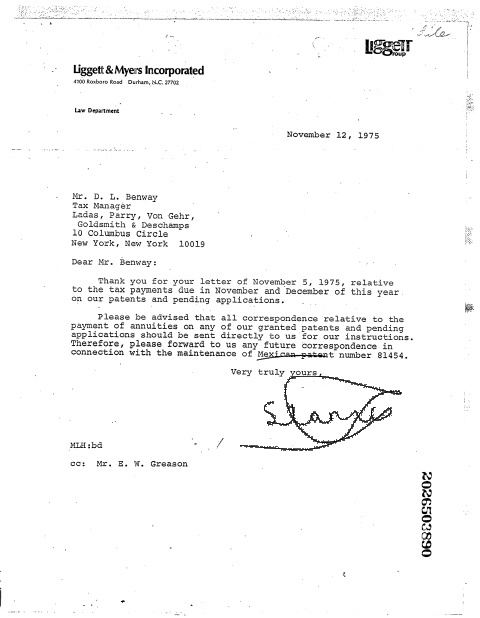 File
Liggett
Group
Liggett & Myers Incorporated
4100 Roxboro Road Durham, N.C. 27702
Law Department
November 12, 1975
Mr. D. L. Benway
Tax Manager
Ladas, Parry, Von Gehr,
Goldsmith & Deschamps
10 Columbus Circle
New York, New York 10019
Dear Mr. Benway:
Thank you for your letter of November 5, 1975, relative
to the tax payments due in November and December of this year
on our patents and pending applications.
Please be advised that all correspondence relative to the
payment of annuities on any of our granted patents and pending
applications should be sent directly to us for our instructions.
Therefore, please forward to us any future correspondence in
connection with the maintenance of Mexican patent number 81454.
Very truly yours,
MLH:bd
cc: Mr. E. W. Greason
2026503890